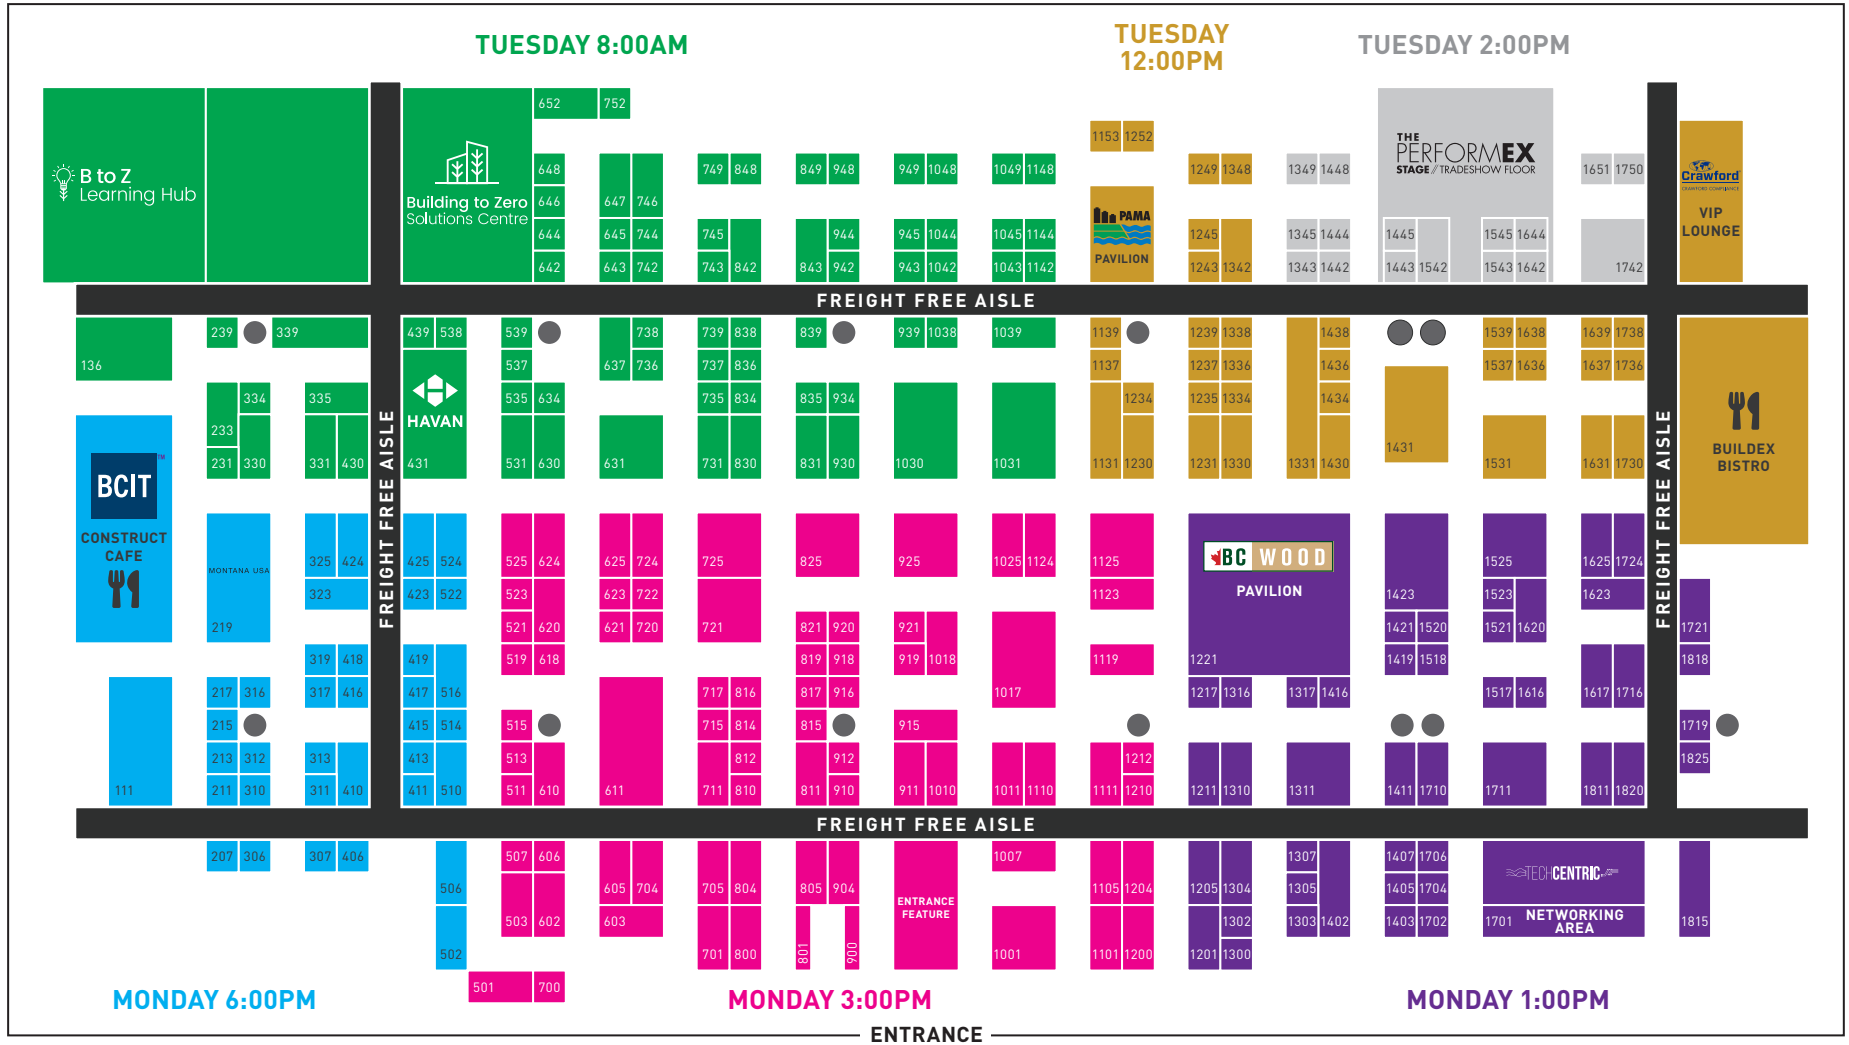 TUESDAY 8:00AM
TUESDAY
12:00PM
TUESDAY 2:00PM
652 752
1153 1252
B to Z
Learning Hub
Building to Zero
Solutions Centre
THE
PERFORMEX
STAGE // TRADESHOW FLOOR
Crawford
CRAWFORD COMPLIANCE
VIP
LOUNGE
648 749 848 849 948 949 1048 1049 1148 1249 1348 1349 1448 1651 1750
646 647 746
PAMA
PAVILION
644 645 744 745 944 945 1044 1045 1144 1245 1345 1444 1445 1545 1644
642 643 742 743 842 843 942 943 1042 1043 1142 1243 1342 1343 1442 1443 1542 1543 1642 1742
FREIGHT FREE AISLE
239 339 439 538 539 738 739 838 839 939 1038 1039 1139 1239 1338 1438 1539 1638 1639 1738
136 537 637 736 737 836 1137 1237 1336 1436 1537 1636 1637 1736
334 335 535 634 735 834 835 934 1234 1235 1334 1434
HAVAN
233
231 330 331 430 431 531 630 631 731 830 831 930 1030 1031 1131 1230 1231 1330 1331 1430 1431 1531 1631 1730
BUILDEX
BISTRO
FREIGHT FREE AISLE
FREIGHT FREE AISLE
BCIT™
CONSTRUCT
CAFE
MONTANA USA
BC WOOD
PAVILION
325 424 425 524 525 624 625 724 725 825 925 1025 1124 1125 1525 1625 1724
323 423 522 523 623 722 1123 1423 1523 1623
219 521 620 621 720 721 821 920 921 1421 1520 1521 1620 1721
319 418 419 519 618 819 918 919 1018 1119 1221 1419 1518 1818
217 316 317 416 417 516 717 816 817 916 1017 1217 1316 1317 1416 1517 1616 1617 1716
215 415 514 515 715 814 815 915 1719
213 312 313 413 513 812 912 1212 1825
111 211 310 311 410 411 510 511 610 611 711 810 811 910 911 1010 1011 1110 1111 1210 1211 1310 1311 1411 1710 1711 1811 1820
FREIGHT FREE AISLE
207 306 307 406 507 606 1007 1307 1407 1706
TECHCENTRIC
506 605 704 705 804 805 904 1105 1204 1205 1304 1305 1405 1704
ENTRANCE
FEATURE
503 602 603 1302 1303 1402 1403 1702 1701 1815
NETWORKING
AREA
502 701 800 801 900 1001 1101 1200 1201 1300
501 700
MONDAY 6:00PM
MONDAY 3:00PM
MONDAY 1:00PM
ENTRANCE